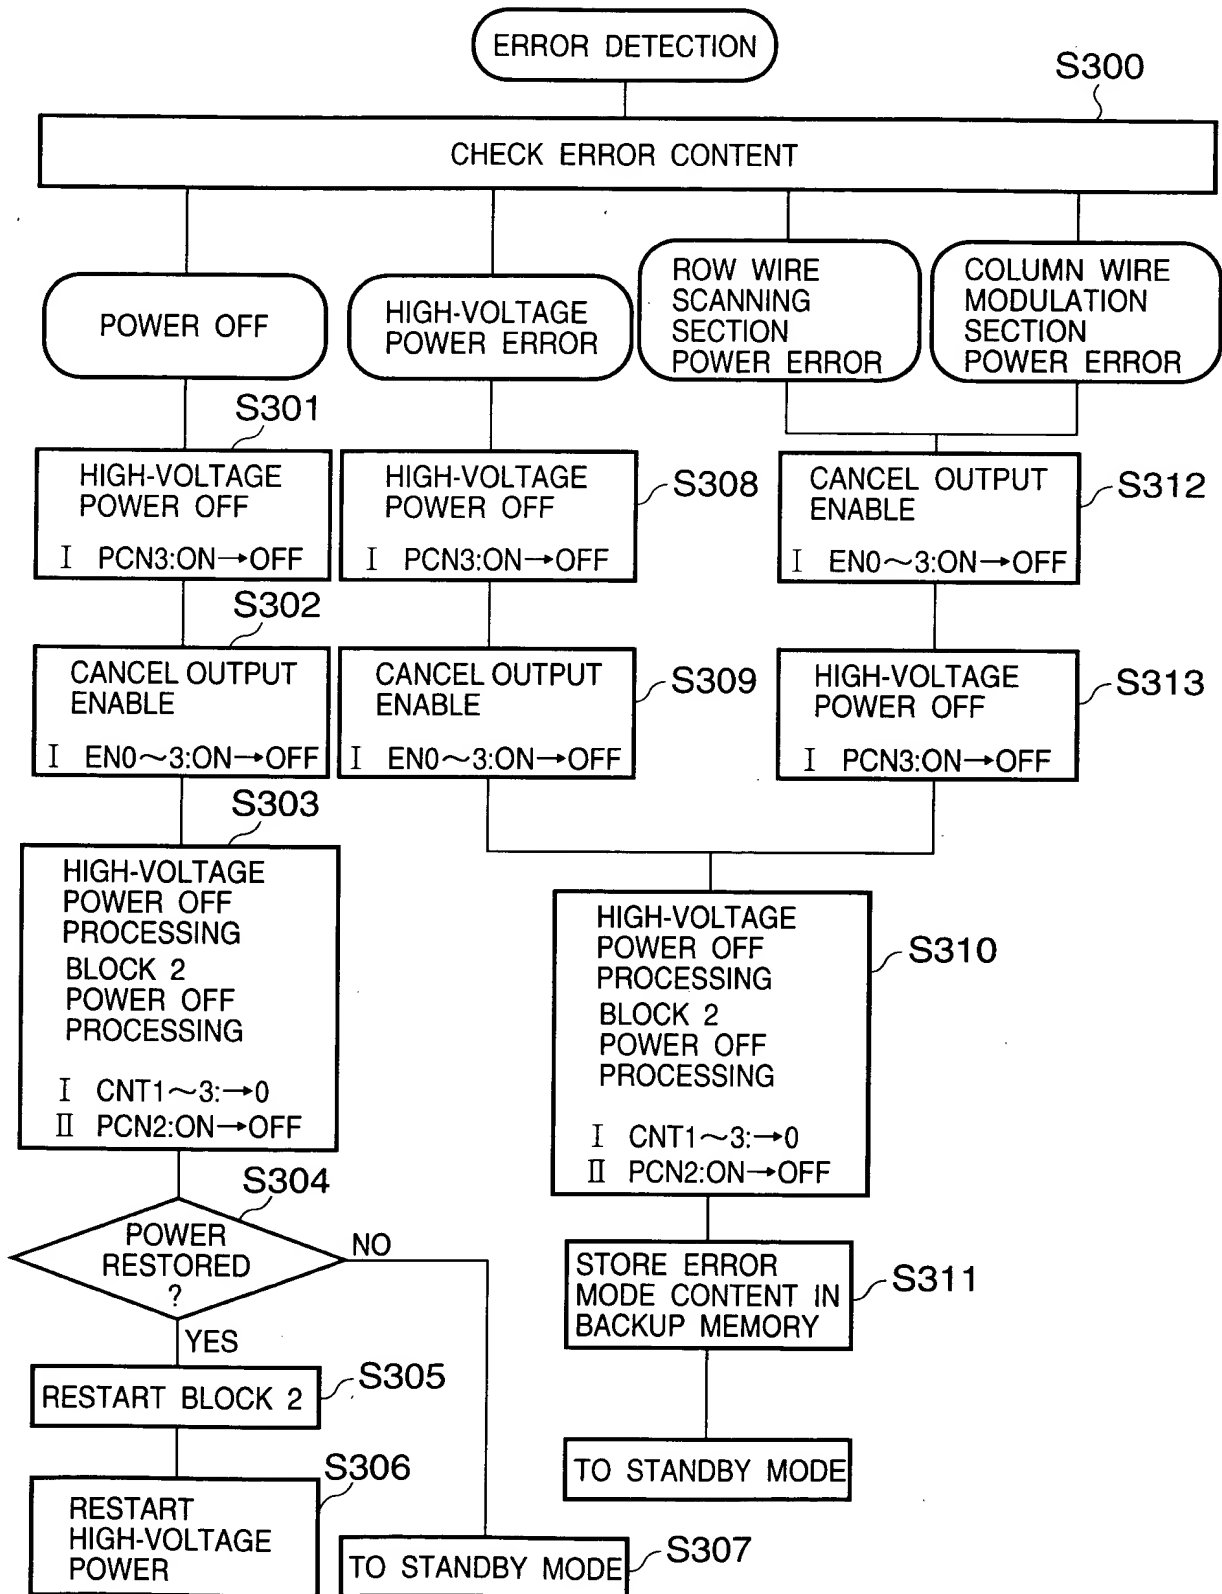 ERROR DETECTION
S300
CHECK ERROR CONTENT
POWER OFF
HIGH-VOLTAGE
POWER ERROR
ROW WIRE
SCANNING
SECTION
POWER ERROR
COLUMN WIRE
MODULATION
SECTION
POWER ERROR
S301
HIGH-VOLTAGE
POWER OFF
I PCN3:ON→OFF
S302
CANCEL OUTPUT
ENABLE
I EN0~3:ON→OFF
S303
HIGH-VOLTAGE
POWER OFF
PROCESSING
BLOCK 2
POWER OFF
PROCESSING
I CNT1~3:→0
II PCN2:ON→OFF
S304
POWER
RESTORED
?
NO
YES
RESTART BLOCK 2
S305
S306
RESTART
HIGH-VOLTAGE
POWER
TO STANDBY MODE
S307
HIGH-VOLTAGE
POWER OFF
I PCN3:ON→OFF
S308
CANCEL OUTPUT
ENABLE
I EN0~3:ON→OFF
S309
CANCEL OUTPUT
ENABLE
I EN0~3:ON→OFF
S312
HIGH-VOLTAGE
POWER OFF
I PCN3:ON→OFF
S313
HIGH-VOLTAGE
POWER OFF
PROCESSING
BLOCK 2
POWER OFF
PROCESSING
I CNT1~3:→0
II PCN2:ON→OFF
S310
STORE ERROR
MODE CONTENT IN
BACKUP MEMORY
S311
TO STANDBY MODE